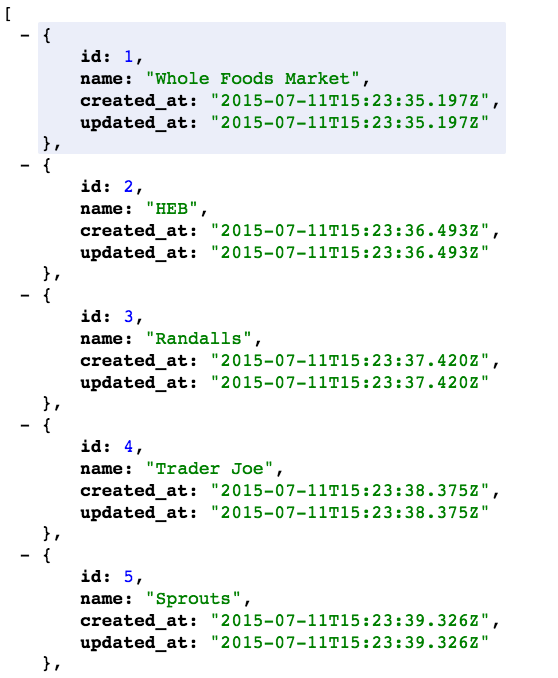 [
– {
id: 1,
name: "Whole Foods Market",
created_at: "2015-07-11T15:23:35.197Z",
updated_at: "2015-07-11T15:23:35.197Z"
},
– {
id: 2,
name: "HEB",
created_at: "2015-07-11T15:23:36.493Z",
updated_at: "2015-07-11T15:23:36.493Z"
},
– {
id: 3,
name: "Randalls",
created_at: "2015-07-11T15:23:37.420Z",
updated_at: "2015-07-11T15:23:37.420Z"
},
– {
id: 4,
name: "Trader Joe",
created_at: "2015-07-11T15:23:38.375Z",
updated_at: "2015-07-11T15:23:38.375Z"
},
– {
id: 5,
name: "Sprouts",
created_at: "2015-07-11T15:23:39.326Z",
updated_at: "2015-07-11T15:23:39.326Z"
},